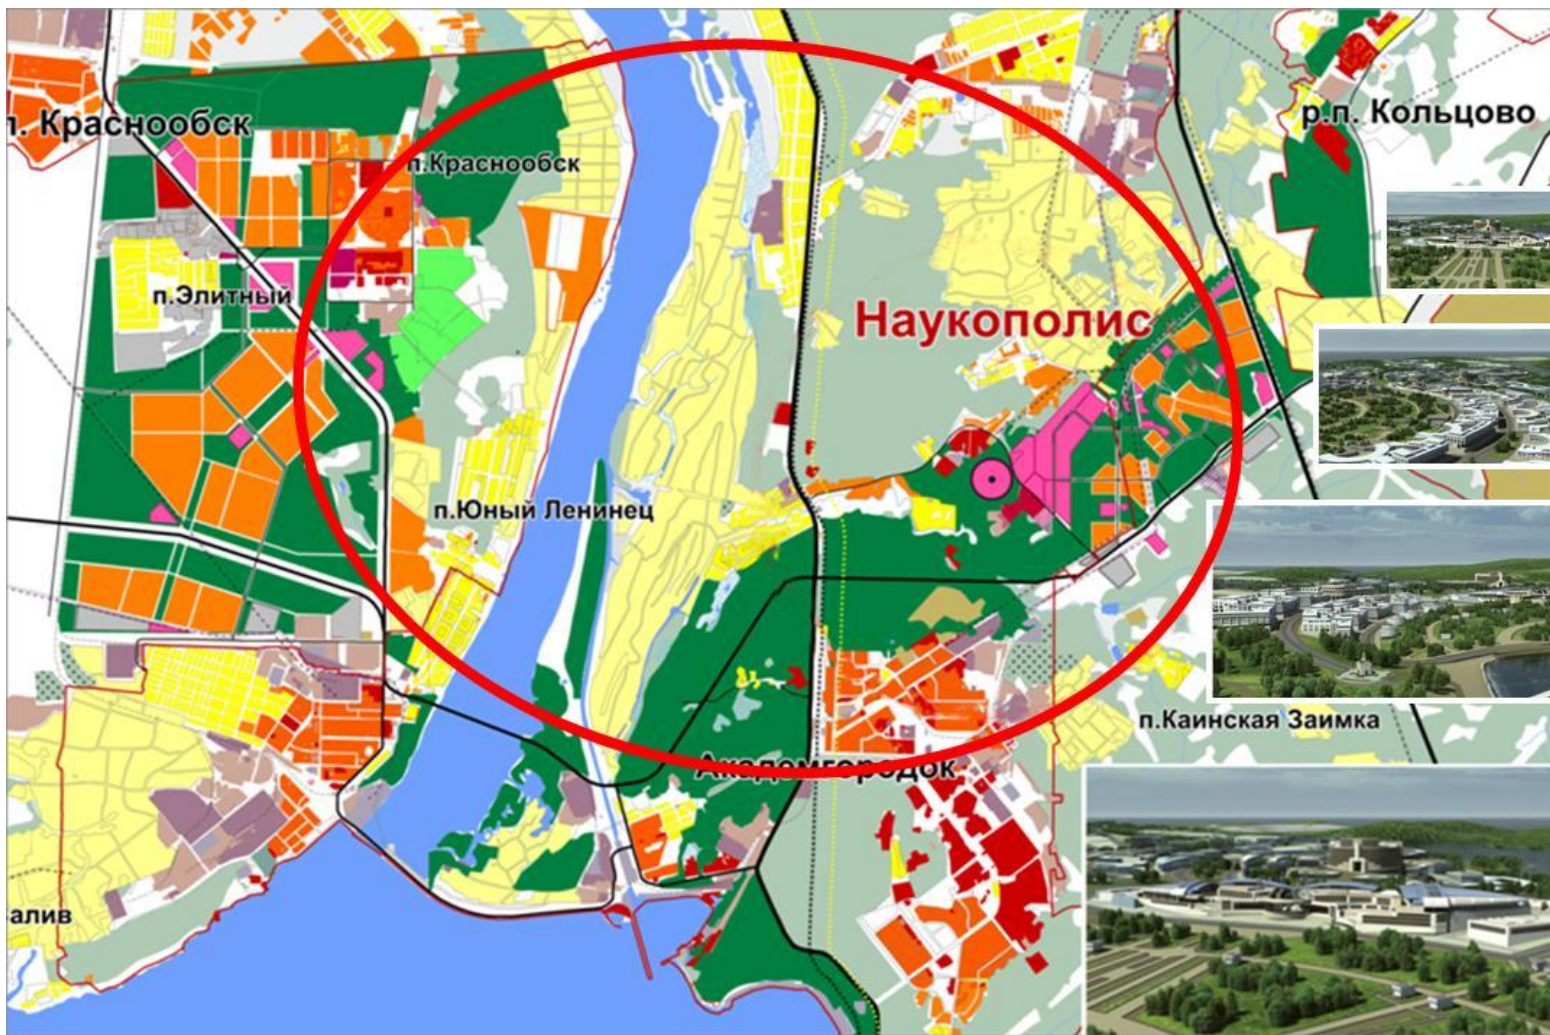 п. Краснообск
р.п. Кольцово
п.Краснообск
п.Элитный
Наукополис
п.Юный Ленинец
п.Каинская Заимка
Академгородок
алив